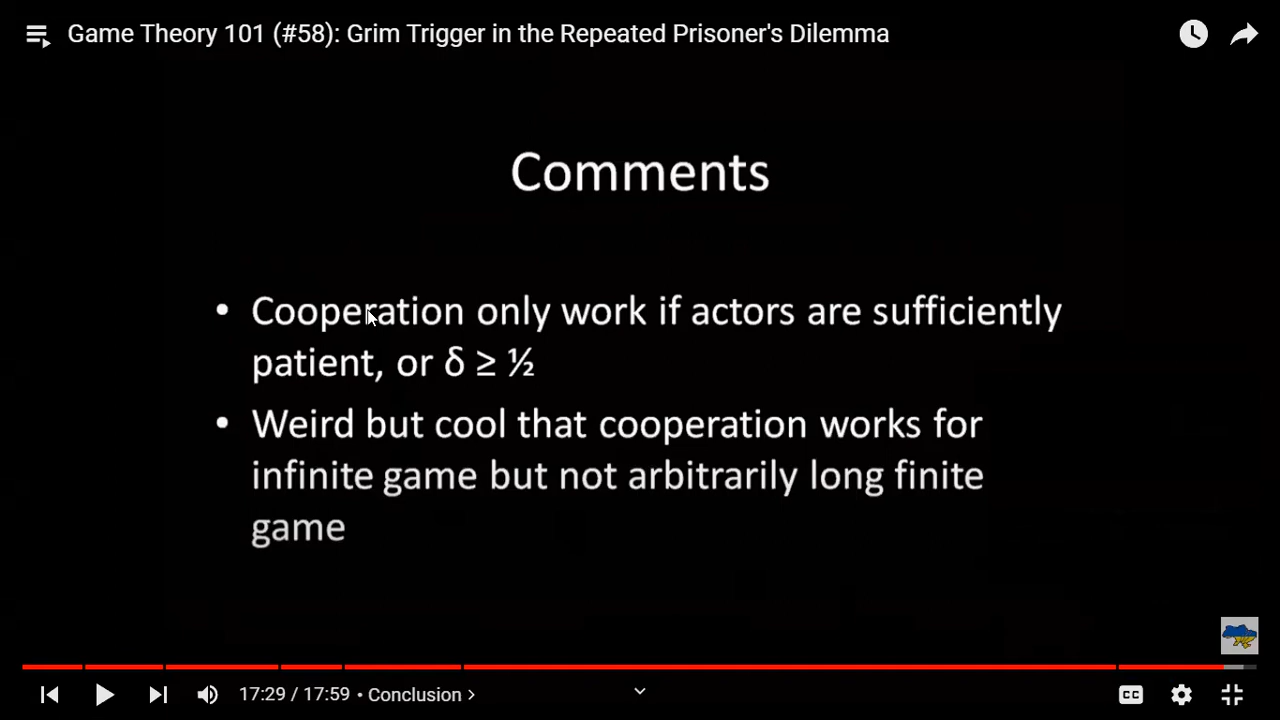 Game Theory 101 (#58): Grim Trigger in the Repeated Prisoner's Dilemma
Comments
• Cooperation only work if actors are sufficiently
patient, or δ ≥ ½
• Weird but cool that cooperation works for
infinite game but not arbitrarily long finite
game
17:29 / 17:59 • Conclusion >
CC